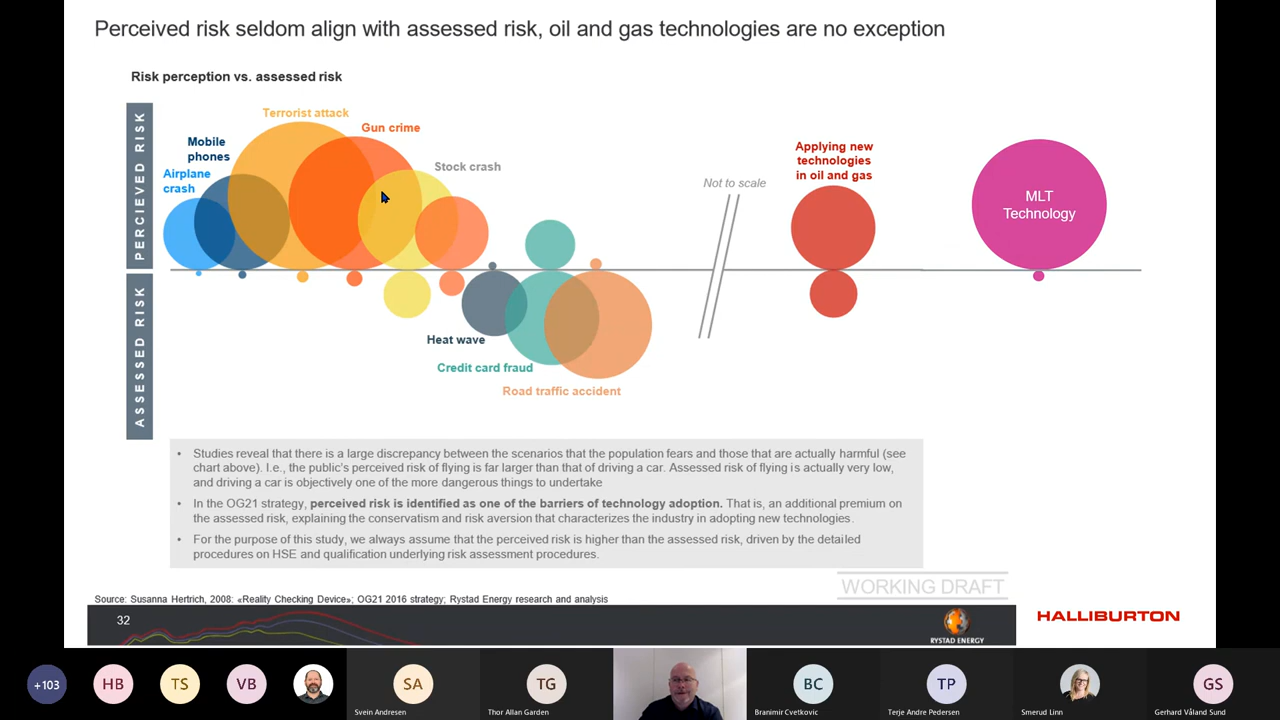 Perceived risk seldom align with assessed risk, oil and gas technologies are no exception
Risk perception vs. assessed risk
PERCIEVED RISK
ASSESSED RISK
Terrorist attack
Gun crime
Mobile
phones
Airplane
crash
Stock crash
Heat wave
Credit card fraud
Road traffic accident
Not to scale
Applying new
technologies
in oil and gas
MLT
Technology
• Studies reveal that there is a large discrepancy between the scenarios that the population fears and those that are actually harmful (see
chart above). I.e., the public's perceived risk of flying is far larger than that of driving a car. Assessed risk of flying is actually very low,
and driving a car is objectively one of the more dangerous things to undertake
• In the OG21 strategy, perceived risk is identified as one of the barriers of technology adoption. That is, an additional premium on
the assessed risk, explaining the conservatism and risk aversion that characterizes the industry in adopting new technologies.
• For the purpose of this study, we always assume that the perceived risk is higher than the assessed risk, driven by the detailed
procedures on HSE and qualification underlying risk assessment procedures.
WORKING DRAFT
Source: Susanna Hertrich, 2008: «Reality Checking Device»; OG21 2016 strategy; Rystad Energy research and analysis
32
RYSTAD ENERGY
HALLIBURTON
+103
HB
TS
VB
SA
Svein Andresen
TG
Thor Allan Garden
BC
Branimir Cvetkovic
TP
Terje Andre Pedersen
Smerud Linn
GS
Gerhard Våland Sund